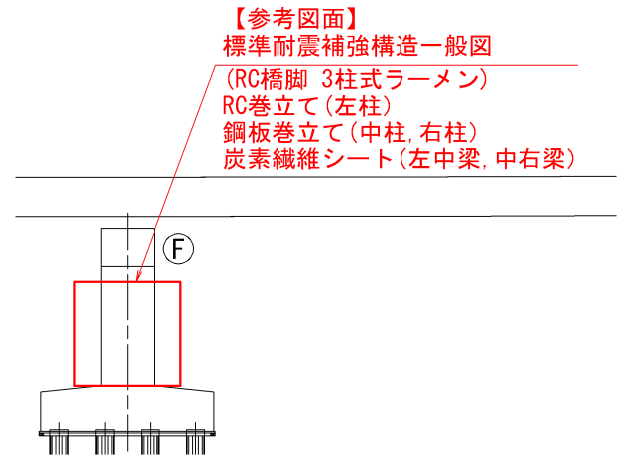 【参考図面】
標準耐震補強構造一般図
(RC橋脚 3柱式ラーメン)
RC巻立て(左柱)
鋼板巻立て(中柱,右柱)
炭素繊維シート(左中梁,中右梁)
F